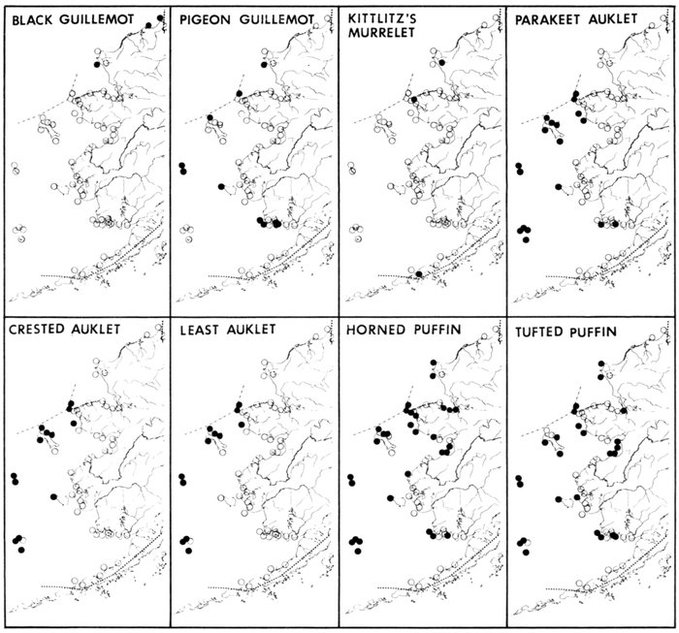 BLACK GUILLEMOT
PIGEON GUILLEMOT
KITTLITZ'S
MURRELET
PARAKEET AUKLET
CRESTED AUKLET
LEAST AUKLET
HORNED PUFFIN
TUFTED PUFFIN